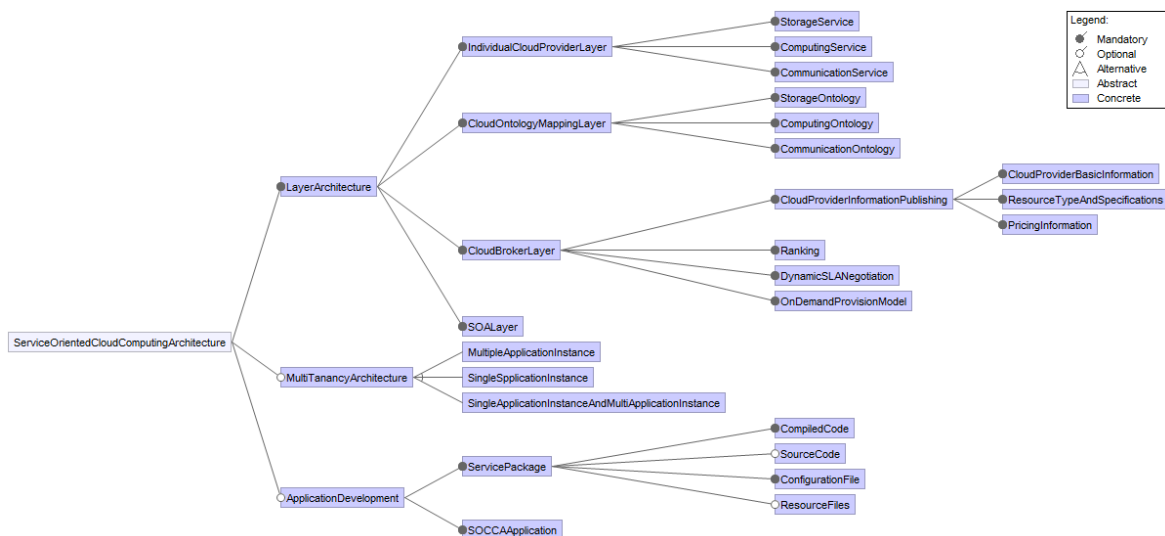 Legend:
Mandatory
Optional
Alternative
Abstract
Concrete
ServiceOrientedCloudComputingArchitecture
LayerArchitecture
IndividualCloudProviderLayer
StorageService
ComputingService
CommunicationService
CloudOntologyMappingLayer
StorageOntology
ComputingOntology
CommunicationOntology
CloudBrokerLayer
CloudProviderInformationPublishing
CloudProviderBasicInformation
ResourceTypeAndSpecifications
PricingInformation
Ranking
DynamicSLANegotiation
OnDemandProvisionModel
SOALayer
MultiTanancyArchitecture
MultipleApplicationInstance
SingleSpplicationInstance
SingleApplicationInstanceAndMultiApplicationInstance
ApplicationDevelopment
ServicePackage
CompiledCode
SourceCode
ConfigurationFile
ResourceFiles
SOCCAApplication